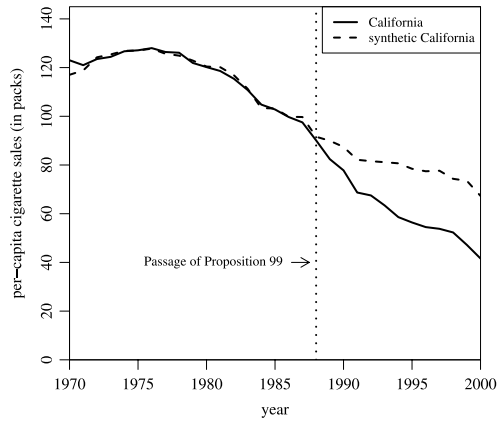 California
synthetic California
140
120
100
80
60
40
20
0
per−capita cigarette sales (in packs)
Passage of Proposition 99
1970 1975 1980 1985 1990 1995 2000
year